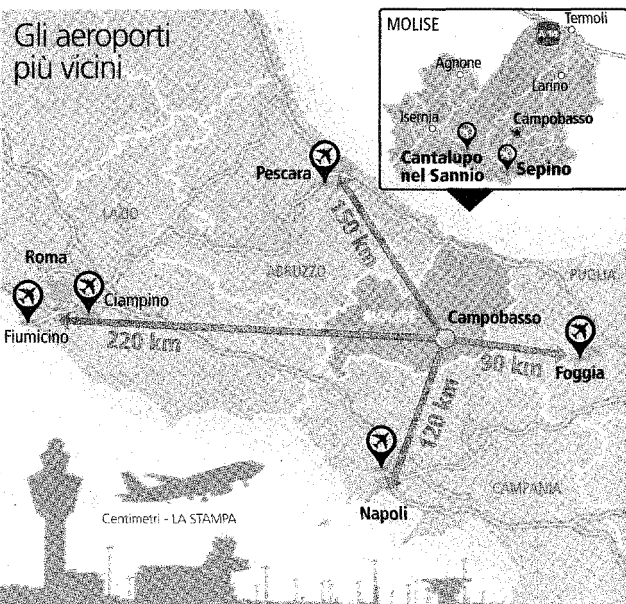 Gli aeroporti
più vicini
MOLISE
Termoli
Agnone
Larino
Isernia
Campobasso
Cantalupo
nel Sannio
Sepino
Pescara
150 km
LAZIO
Roma
ABRUZZO
PUGLIA
Ciampino
Campobasso
Fiumicino
220 km
90 km
Foggia
120 km
CAMPANIA
Centimetri - LA STAMPA
Napoli